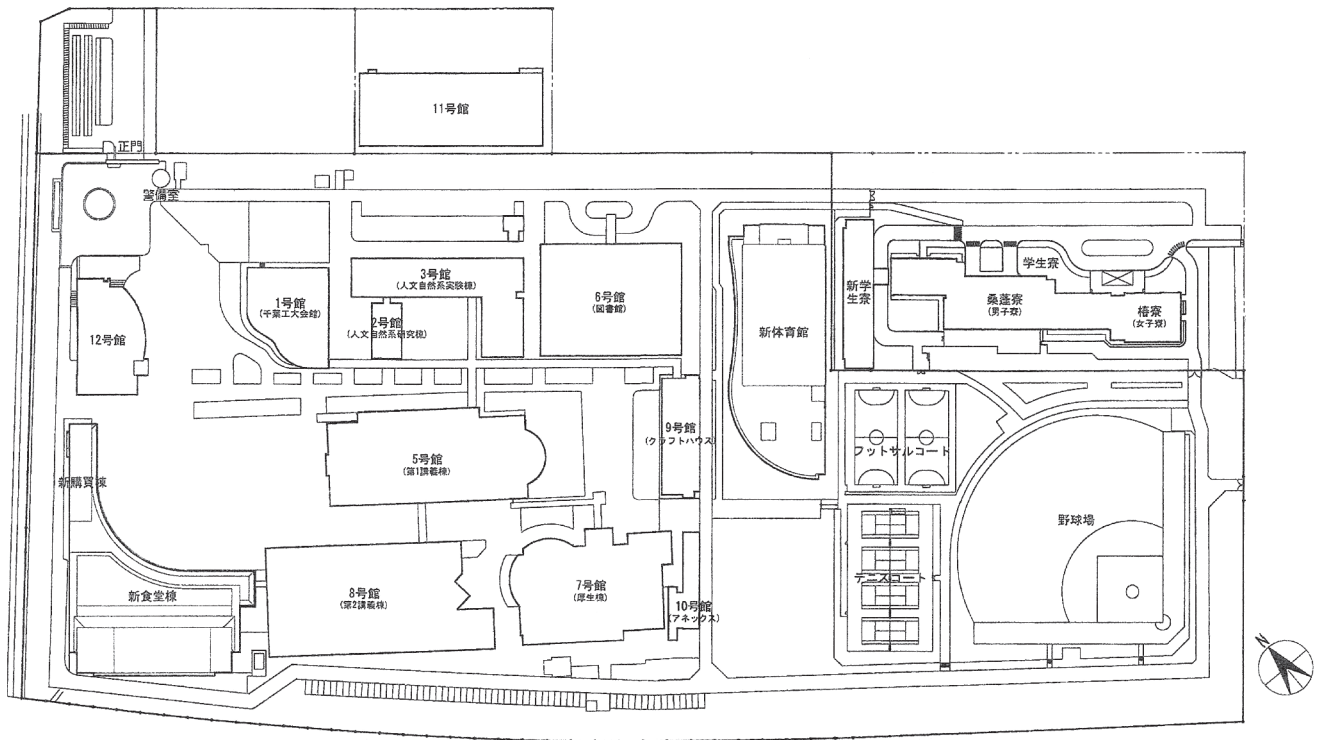 11号館
正門
警備室
3号館
(人文自然系実験棟)
1号館
(千葉工大会館)
2号館
(人文自然系研究棟)
6号館
(図書館)
12号館
新体育館
新学
生寮
学生寮
桑蓬寮
(男子寮)
椿寮
(女子寮)
5号館
(第1講義棟)
9号館
(クラフトハウス)
フットサルコート
新購買棟
野球場
8号館
(第2講義棟)
7号館
(厚生棟)
10号館
(アネックス)
テニスコート
新食堂棟
N